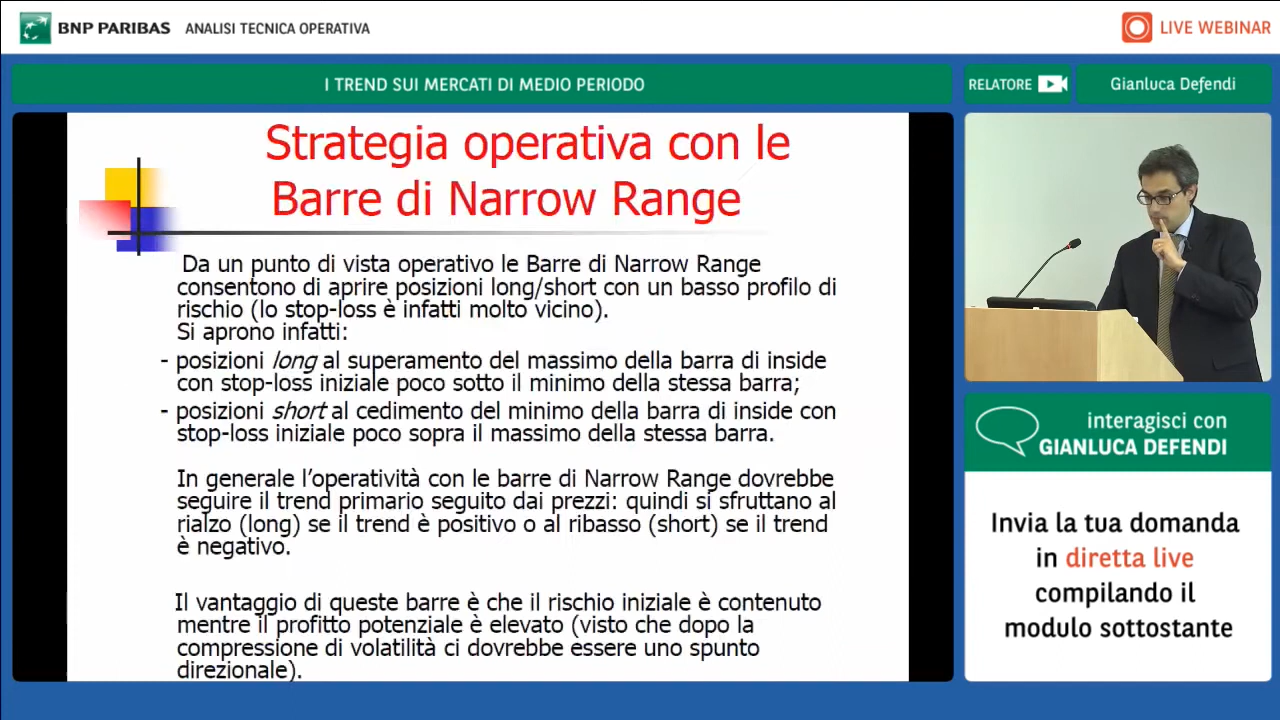 BNP PARIBAS ANALISI TECNICA OPERATIVA
LIVE WEBINAR
I TREND SUI MERCATI DI MEDIO PERIODO
RELATORE
Gianluca Defendi
Strategia operativa con le
Barre di Narrow Range
Da un punto di vista operativo le Barre di Narrow Range
consentono di aprire posizioni long/short con un basso profilo di
rischio (lo stop-loss è infatti molto vicino).
Si aprono infatti:
- posizioni long al superamento del massimo della barra di inside
con stop-loss iniziale poco sotto il minimo della stessa barra;
- posizioni short al cedimento del minimo della barra di inside con
stop-loss iniziale poco sopra il massimo della stessa barra.
In generale l'operatività con le barre di Narrow Range dovrebbe
seguire il trend primario seguito dai prezzi: quindi si sfruttano al
rialzo (long) se il trend è positivo o al ribasso (short) se il trend
è negativo.
Il vantaggio di queste barre è che il rischio iniziale è contenuto
mentre il profitto potenziale è elevato (visto che dopo la
compressione di volatilità ci dovrebbe essere uno spunto
direzionale).
interagisci con
GIANLUCA DEFENDI
Invia la tua domanda
in diretta live
compilando il
modulo sottostante